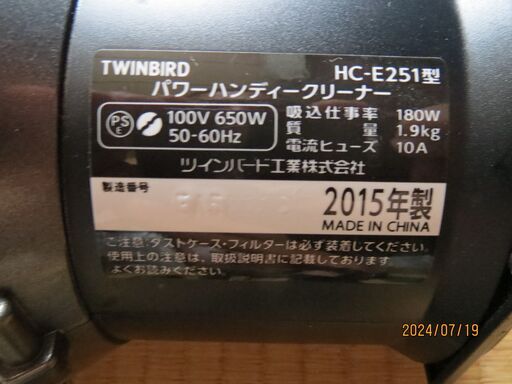 TWINBIRD HC-E251型
パワーハンディークリーナー
PS E 100V 650W 吸込仕事率 180W
50-60Hz 質量 1.9kg
電流ヒューズ 10A
ツインバード工業株式会社
製造番号
2015年製
MADE IN CHINA
ご注意:ダストケース・フィルターは必ず装着してください。
使用上の注意は、取扱説明書に記載しております
よくお読みください。
2024/07/19